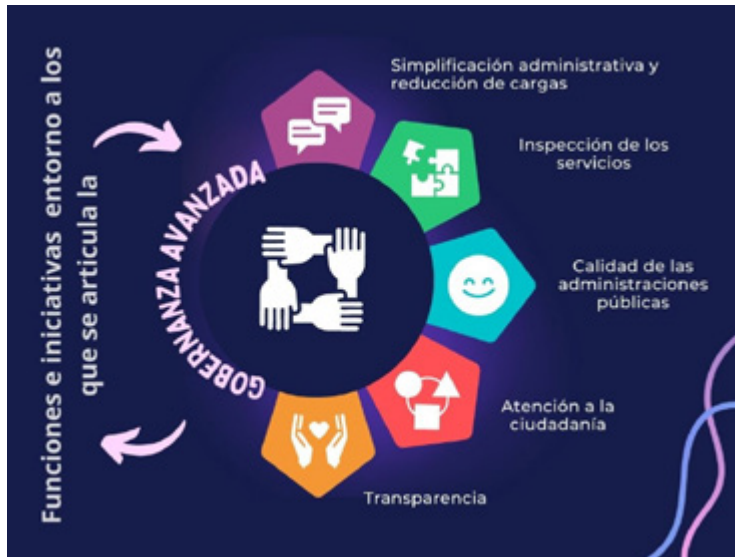 Funciones e iniciativas entorno a los
que se articula la
GOBERNANZA AVANZADA
Simplificación administrativa y
reducción de cargas
Inspección de los
servicios
Calidad de las
administraciones
públicas
Atención a la
ciudadanía
Transparencia